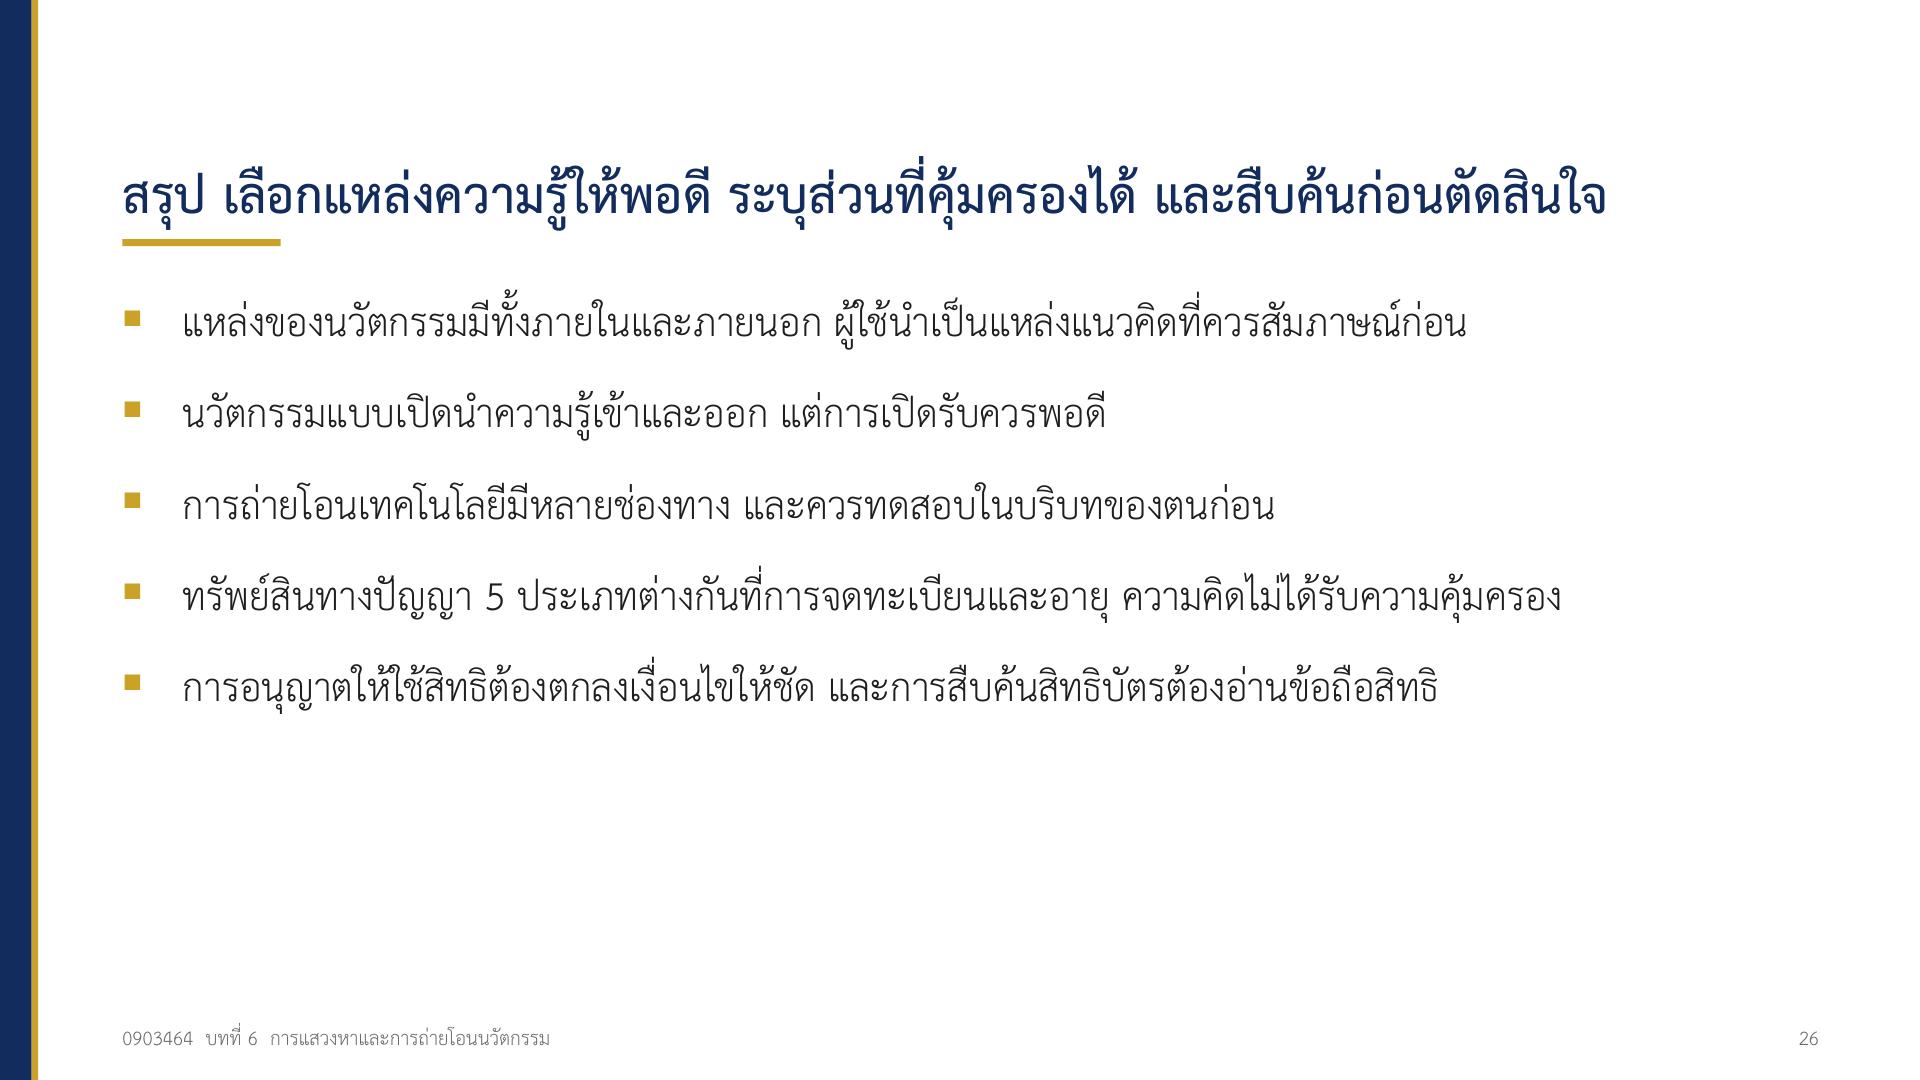 สรุป เลือกแหล่งความรู้ให้พอดี ระบุส่วนที่คุ้มครองได้ และสืบค้นก่อนตัดสินใจ
แหล่งของนวัตกรรมมีทั้งภายในและภายนอก ผู้ใช้นำเป็นแหล่งแนวคิดที่ควรสัมภาษณ์ก่อน
นวัตกรรมแบบเปิดนำความรู้เข้าและออก แต่การเปิดรับควรพอดี
การถ่ายโอนเทคโนโลยีมีหลายช่องทาง และควรทดสอบในบริบทของตนก่อน
ทรัพย์สินทางปัญญา 5 ประเภทต่างกันที่การจดทะเบียนและอายุ ความคิดไม่ได้รับความคุ้มครอง
การอนุญาตให้ใช้สิทธิต้องตกลงเงื่อนไขให้ชัด และการสืบค้นสิทธิบัตรต้องอ่านข้อถือสิทธิ
0903464 บทที่ 6 การแสวงหาและการถ่ายโอนนวัตกรรม
26